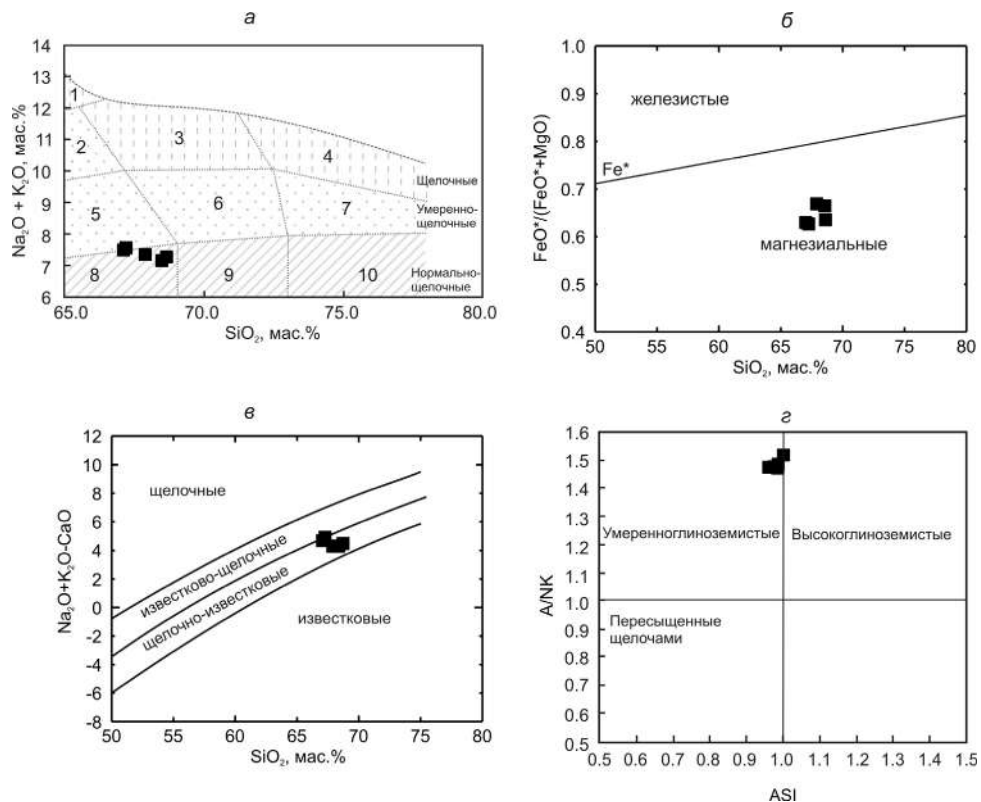 а
14
13
12
11
10
9
8
7
6
Na₂O + K₂O, мас.%
1
2
3
4
5
6
7
8
9
10
Щелочные
Умеренно-
щелочные
Нормально-
щелочные
65.0 70.0 75.0 80.0
SiO₂, мас.%
б
1.0
0.9
0.8
0.7
0.6
0.5
0.4
FeO*/(FeO*+MgO)
железистые
Fe*
магнезиальные
50 55 60 65 70 75 80
SiO₂, мас.%
в
12
10
8
6
4
2
0
-2
-4
-6
-8
Na₂O+K₂O-CaO
щелочные
известково-щелочные
щелочно-известковые
известковые
50 55 60 65 70 75 80
SiO₂, мас.%
г
1.6
1.5
1.4
1.3
1.2
1.1
1.0
0.9
0.8
0.7
0.6
0.5
A/NK
Умеренноглиноземистые
Высокоглиноземистые
Пересыщенные
щелочами
0.5 0.6 0.7 0.8 0.9 1.0 1.1 1.2 1.3 1.4 1.5
ASI